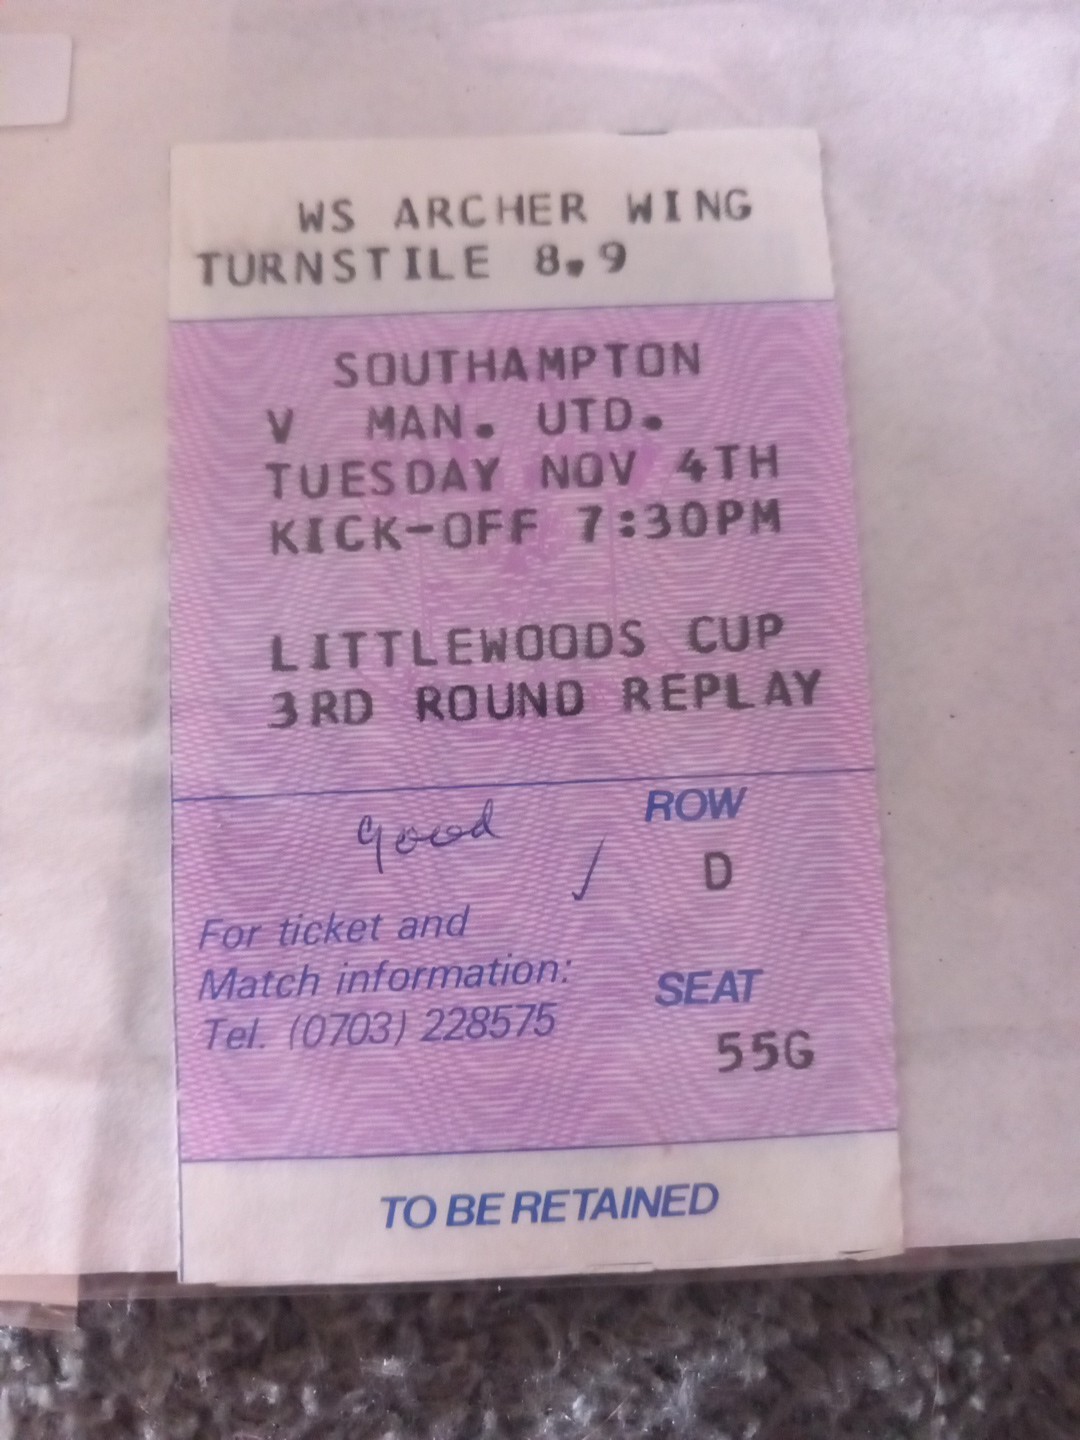 WS ARCHER WING
TURNSTILE 8.9
SOUTHAMPTON
V MAN. UTD.
TUESDAY NOV 4TH
KICK-OFF 7:30PM
LITTLEWOODS CUP
3RD ROUND REPLAY
good
ROW
D
For ticket and
Match information:
Tel. (0703) 228575
SEAT
55G
TO BE RETAINED